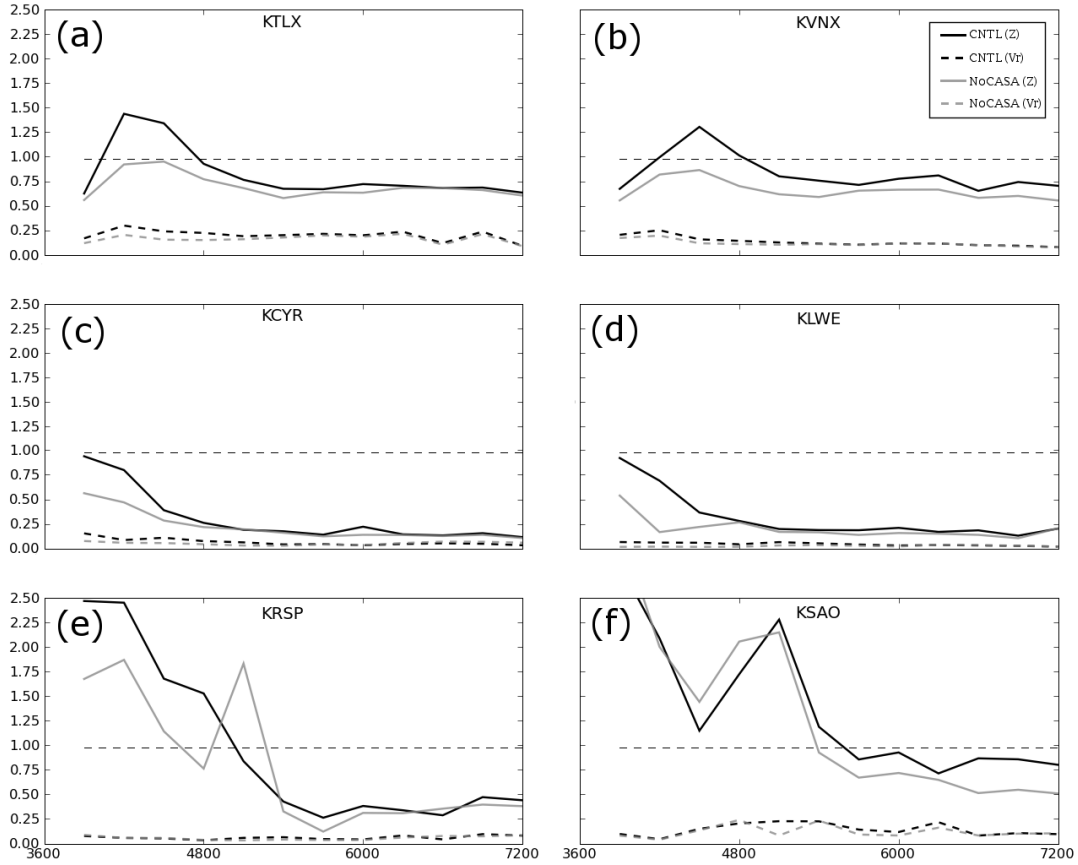 (a)
KTLX
2.50
2.25
2.00
1.75
1.50
1.25
1.00
0.75
0.50
0.25
0.00
(b)
KVNX
CNTL (Z)
CNTL (Vr)
NoCASA (Z)
NoCASA (Vr)
(c)
KCYR
2.50
2.25
2.00
1.75
1.50
1.25
1.00
0.75
0.50
0.25
0.00
(d)
KLWE
(e)
KRSP
2.50
2.25
2.00
1.75
1.50
1.25
1.00
0.75
0.50
0.25
0.00
3600 4800 6000 7200
(f)
KSAO
3600 4800 6000 7200